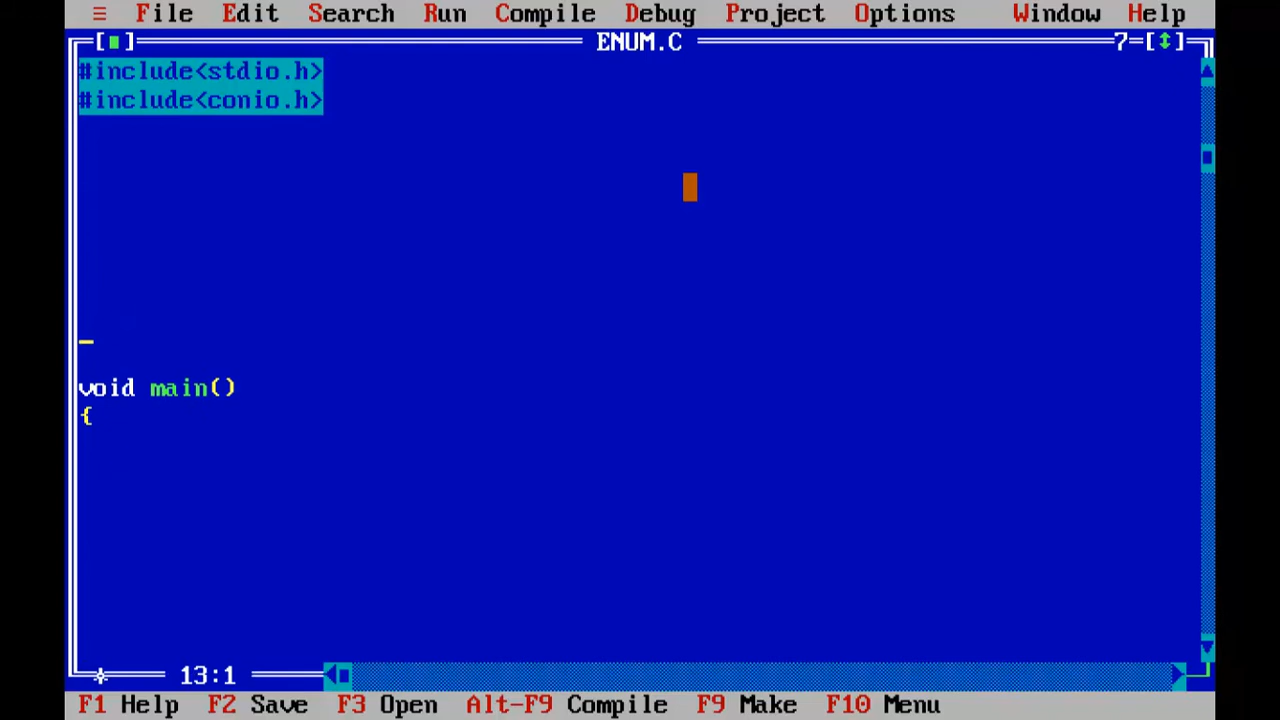 ≡ File Edit Search Run Compile Debug Project Options Window Help
[■] ENUM.C 7=[↕]
#include<stdio.h>
#include<conio.h>
void main()
{
13:1
F1 Help F2 Save F3 Open Alt-F9 Compile F9 Make F10 Menu